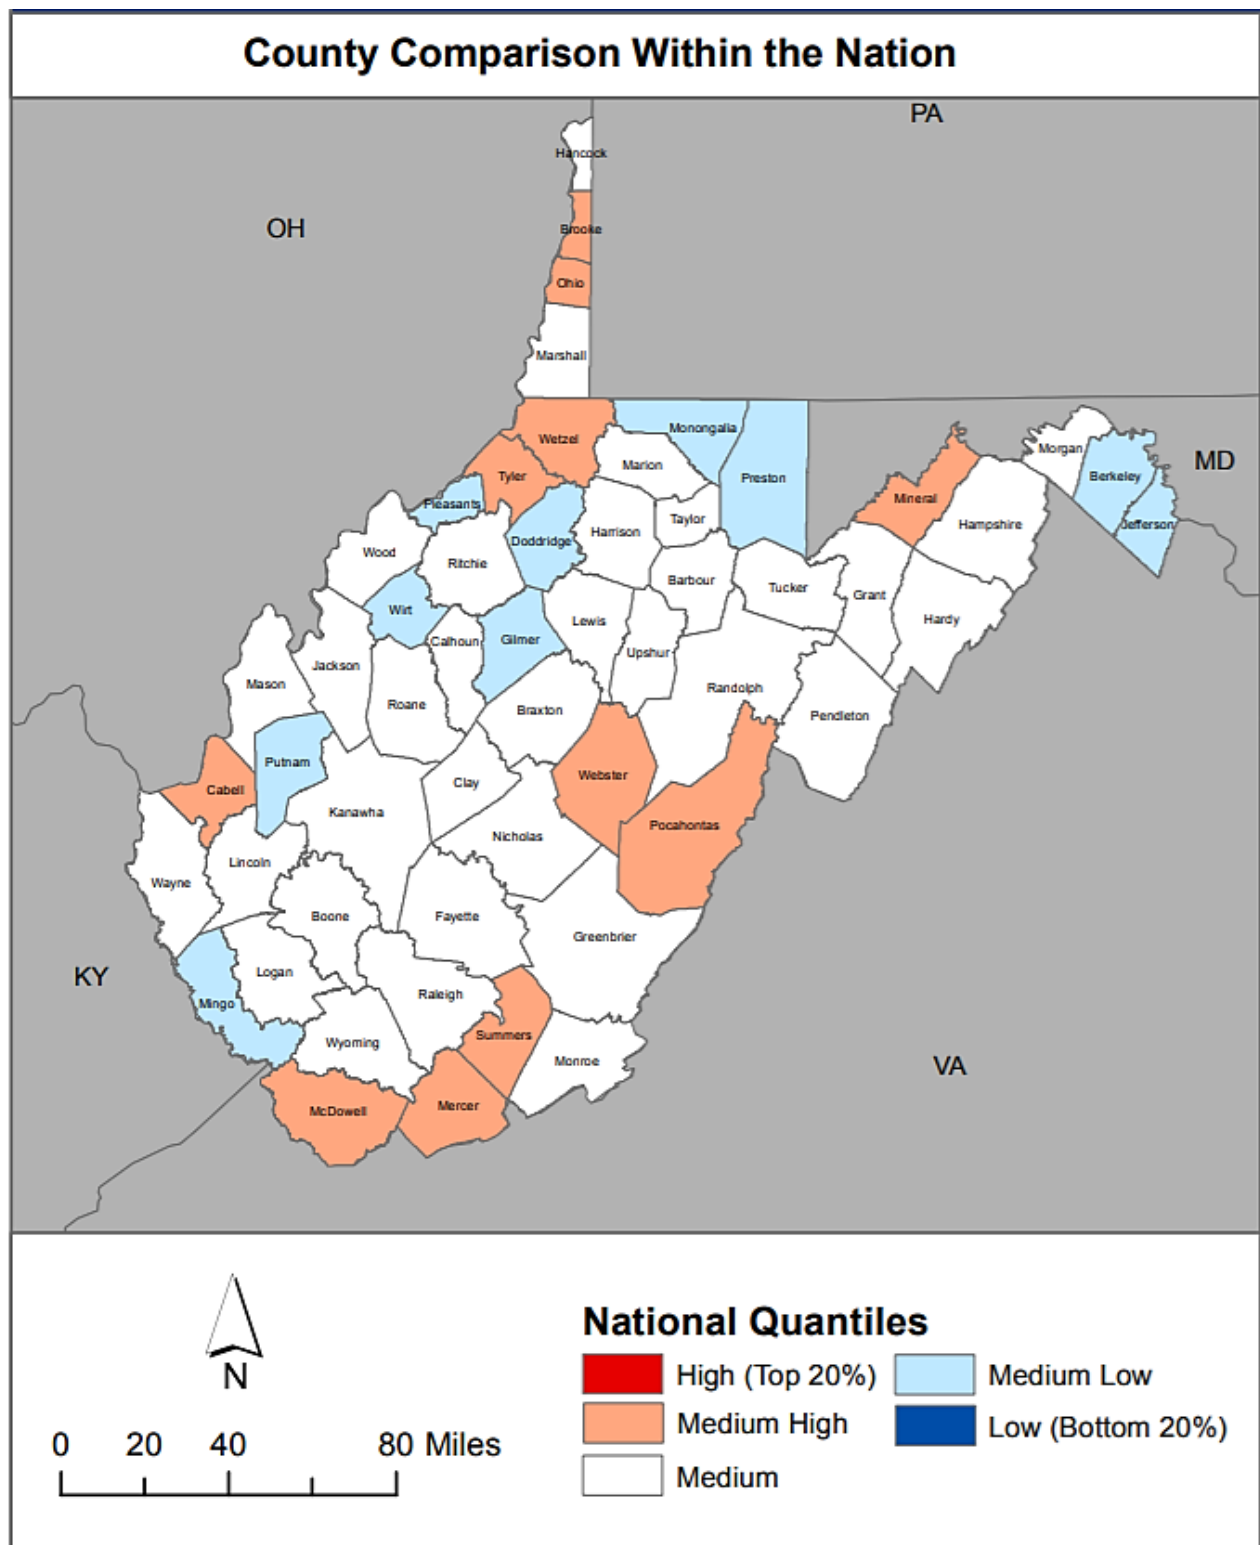 County Comparison Within the Nation
PA
Hancock
OH
Brooke
Ohio
Marshall
Monongalia
Wetzel
Morgan
MD
Marion
Tyler
Preston
Berkeley
Mineral
Pleasants
Taylor
Hampshire
Jefferson
Harrison
Doddridge
Wood
Ritchie
Barbour
Tucker
Grant
Wirt
Hardy
Lewis
Gilmer
Calhoun
Upshur
Jackson
Mason
Randolph
Roane
Braxton
Pendleton
Putnam
Webster
Clay
Cabell
Kanawha
Pocahontas
Nicholas
Lincoln
Wayne
Boone
Fayette
Greenbrier
KY
Logan
Raleigh
Mingo
Summers
Wyoming
Monroe
VA
Mercer
McDowell
National Quantiles
N
High (Top 20%)
Medium Low
Medium High
Low (Bottom 20%)
Medium
0 20 40 80 Miles